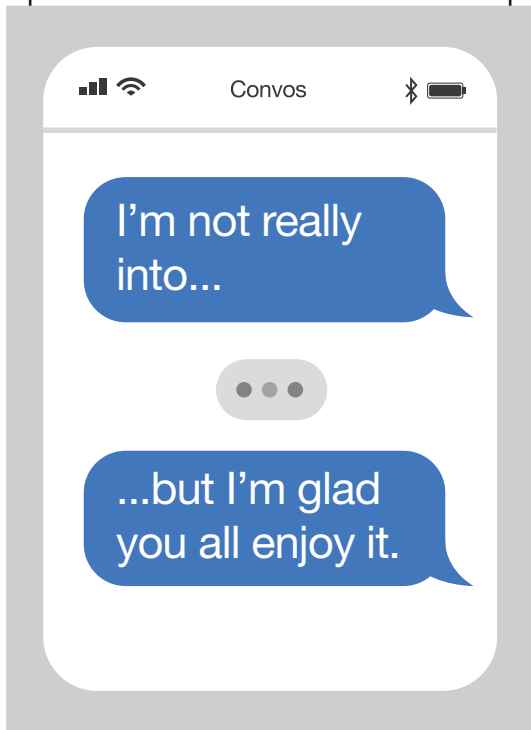 Convos
I’m not really
into...
...but I’m glad
you all enjoy it.